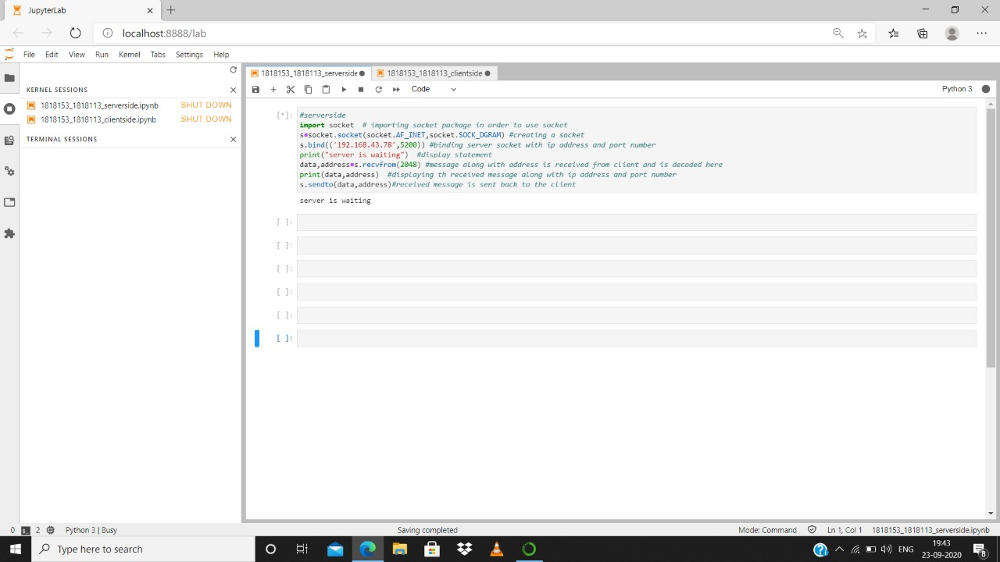 JupyterLab
localhost:8888/lab
File Edit View Run Kernel Tabs Settings Help
KERNEL SESSIONS
1818153_1818113_serverside.ipynb SHUT DOWN
1818153_1818113_clientside.ipynb SHUT DOWN
TERMINAL SESSIONS
1818153_1818113_serverside 1818153_1818113_clientside
Code Python 3
[*]: #serverside
import socket # importing socket package in order to use socket
s=socket.socket(socket.AF_INET,socket.SOCK_DGRAM) #creating a socket
s.bind(('192.168.43.78',5200)) #binding server socket with ip address and port number
print("server is waiting") #display statement
data,address=s.recvfrom(2048) #message along with address is received from client and is decoded here
print(data,address) #displaying th received message along with ip address and port number
s.sendto(data,address)#received message is sent back to the client
server is waiting
[ ]:
[ ]:
[ ]:
[ ]:
[ ]:
[ ]:
0 2 Python 3 | Busy Saving completed Mode: Command Ln 1, Col 1 1818153_1818113_serverside.ipynb
Type here to search ENG 19:43
23-09-2020 8